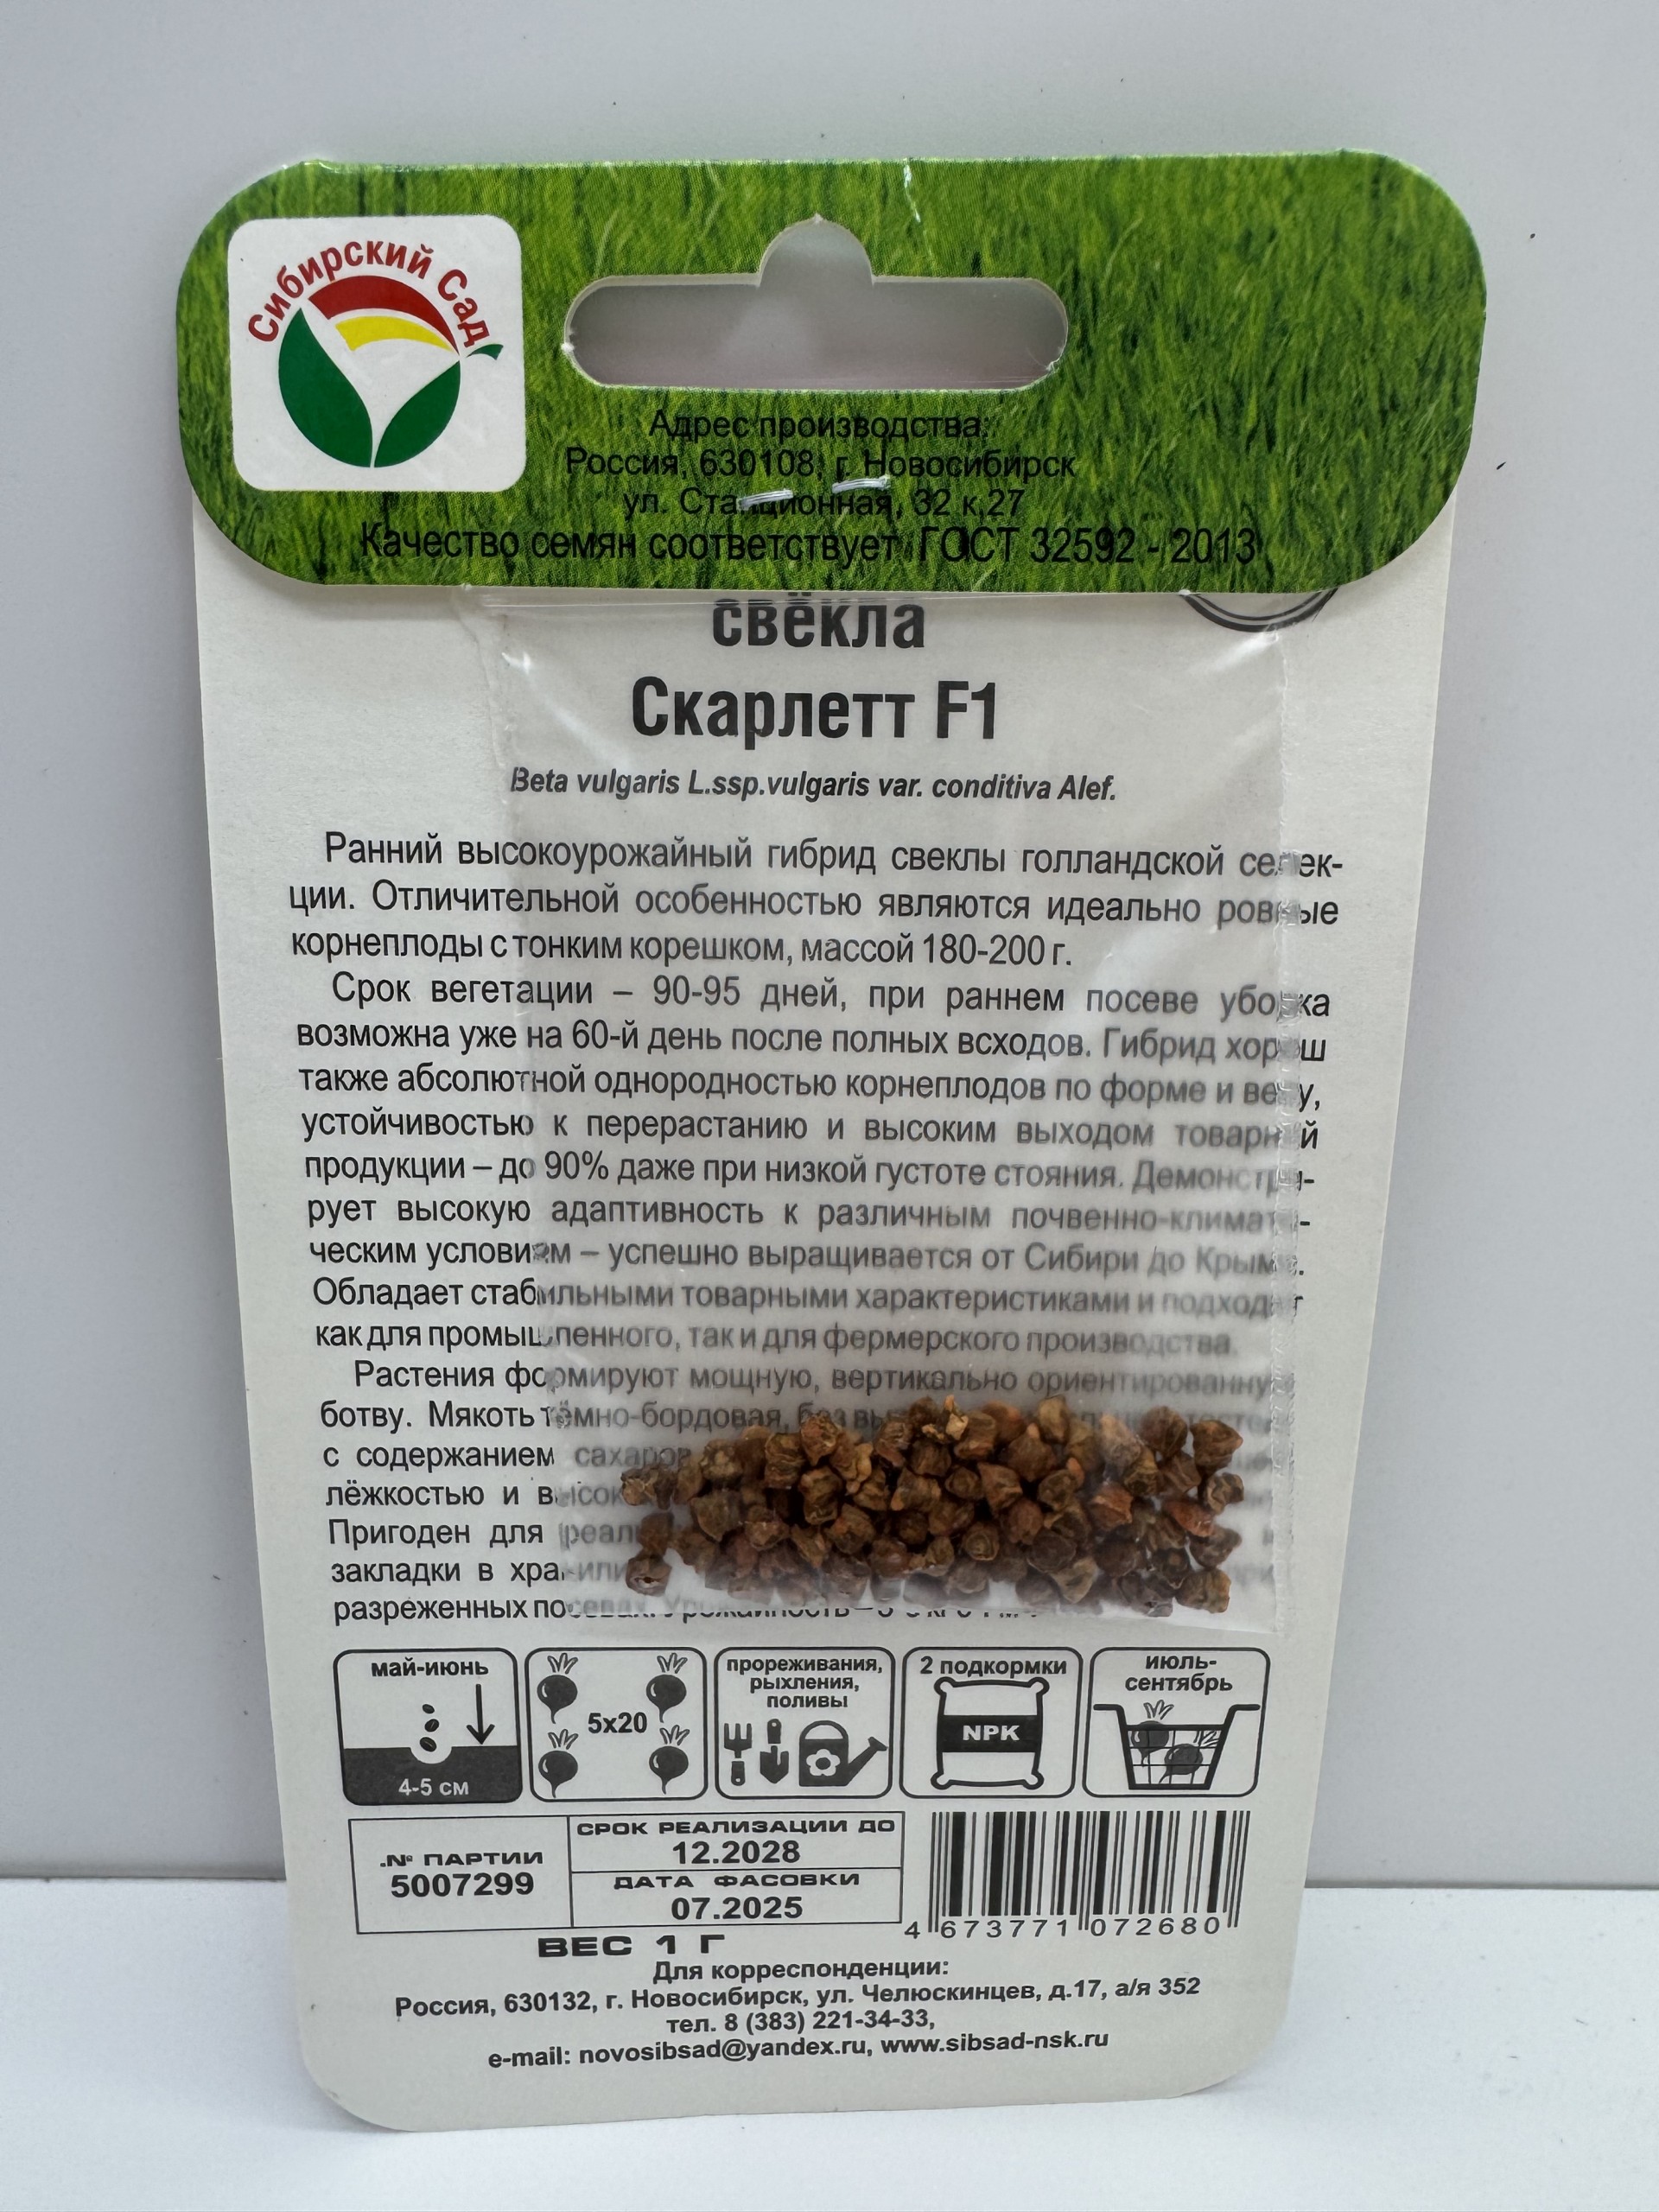 Сибирский Сад
Адрес производства:
Россия, 630108, г. Новосибирск
ул. Станционная, 32 к.27
Качество семян соответствует ГОСТ 32592 - 2013
свёкла
Скарлетт F1
Beta vulgaris L.ssp.vulgaris var. conditiva Alef.
Ранний высокоурожайный гибрид свеклы голландской селек-
ции. Отличительной особенностью являются идеально ровные
корнеплоды с тонким корешком, массой 180-200 г.
Срок вегетации – 90-95 дней, при раннем посеве уборка
возможна уже на 60-й день после полных всходов. Гибрид хорош
также абсолютной однородностью корнеплодов по форме и весу,
устойчивостью к перерастанию и высоким выходом товарной
продукции – до 90% даже при низкой густоте стояния. Демонстри-
рует высокую адаптивность к различным почвенно-климати-
ческим условиям – успешно выращивается от Сибири до Крыма.
Обладает стабильными товарными характеристиками и подходит
как для промышленного, так и для фермерского производства.
Растения формируют мощную, вертикально ориентированную
ботву. Мякоть тёмно-бордовая, без
с содержанием сахаров
лёжкостью и
Пригоден для
закладки в
разреженных посевах. Урожайность –
май-июнь
4-5 см
5х20
прореживания,
рыхления,
поливы
2 подкормки
NPK
июль-
сентябрь
№ ПАРТИИ
5007299
СРОК РЕАЛИЗАЦИИ ДО
12.2028
ДАТА ФАСОВКИ
07.2025
4 673771 072680
ВЕС 1 Г
Для корреспонденции:
Россия, 630132, г. Новосибирск, ул. Челюскинцев, д.17, а/я 352
тел. 8 (383) 221-34-33,
e-mail: novosibsad@yandex.ru, www.sibsad-nsk.ru